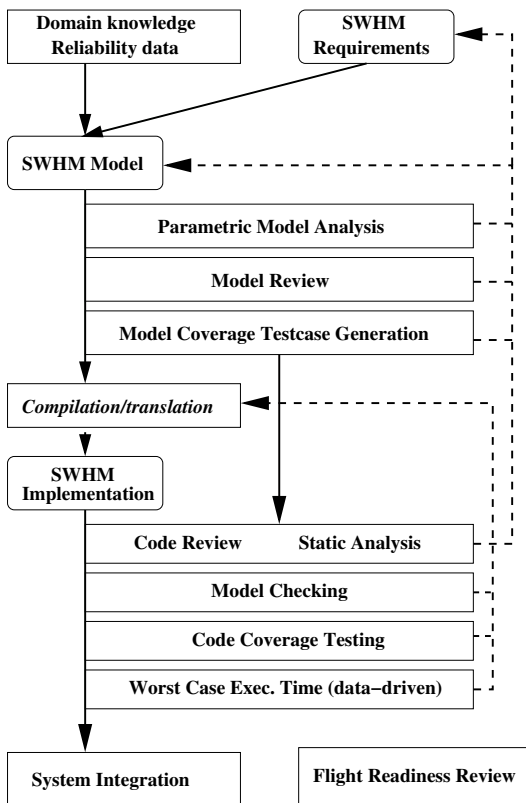 Domain knowledge
Reliability data
SWHM
Requirements
SWHM Model
Parametric Model Analysis
Model Review
Model Coverage Testcase Generation
Compilation/translation
SWHM
Implementation
Code Review Static Analysis
Model Checking
Code Coverage Testing
Worst Case Exec. Time (data−driven)
System Integration
Flight Readiness Review